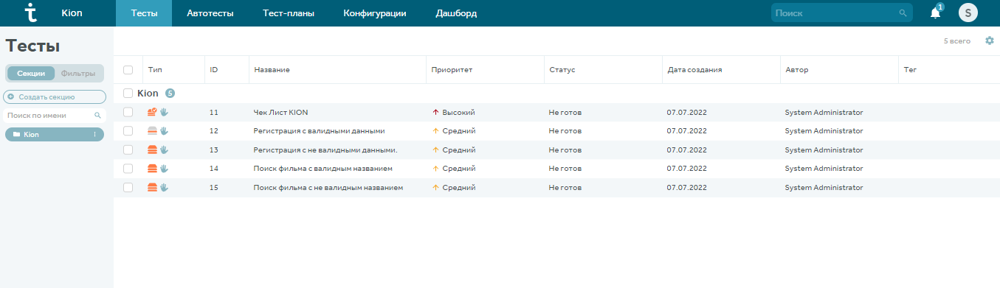 Kion Тесты Автотесты Тест-планы Конфигурации Дашборд Поиск 1 S
Тесты
5 всего
Секции Фильтры
Тип ID Название Приоритет Статус Дата создания Автор Тег
Создать секцию
Kion 5
Поиск по имени
11 Чек Лист KION Высокий Не готов 07.07.2022 System Administrator
Kion
12 Регистрация с валидными данными Средний Не готов 07.07.2022 System Administrator
13 Регистрация с не валидными данными. Средний Не готов 07.07.2022 System Administrator
14 Поиск фильма с валидным названием Средний Не готов 07.07.2022 System Administrator
15 Поиск фильма с не валидным названием Средний Не готов 07.07.2022 System Administrator